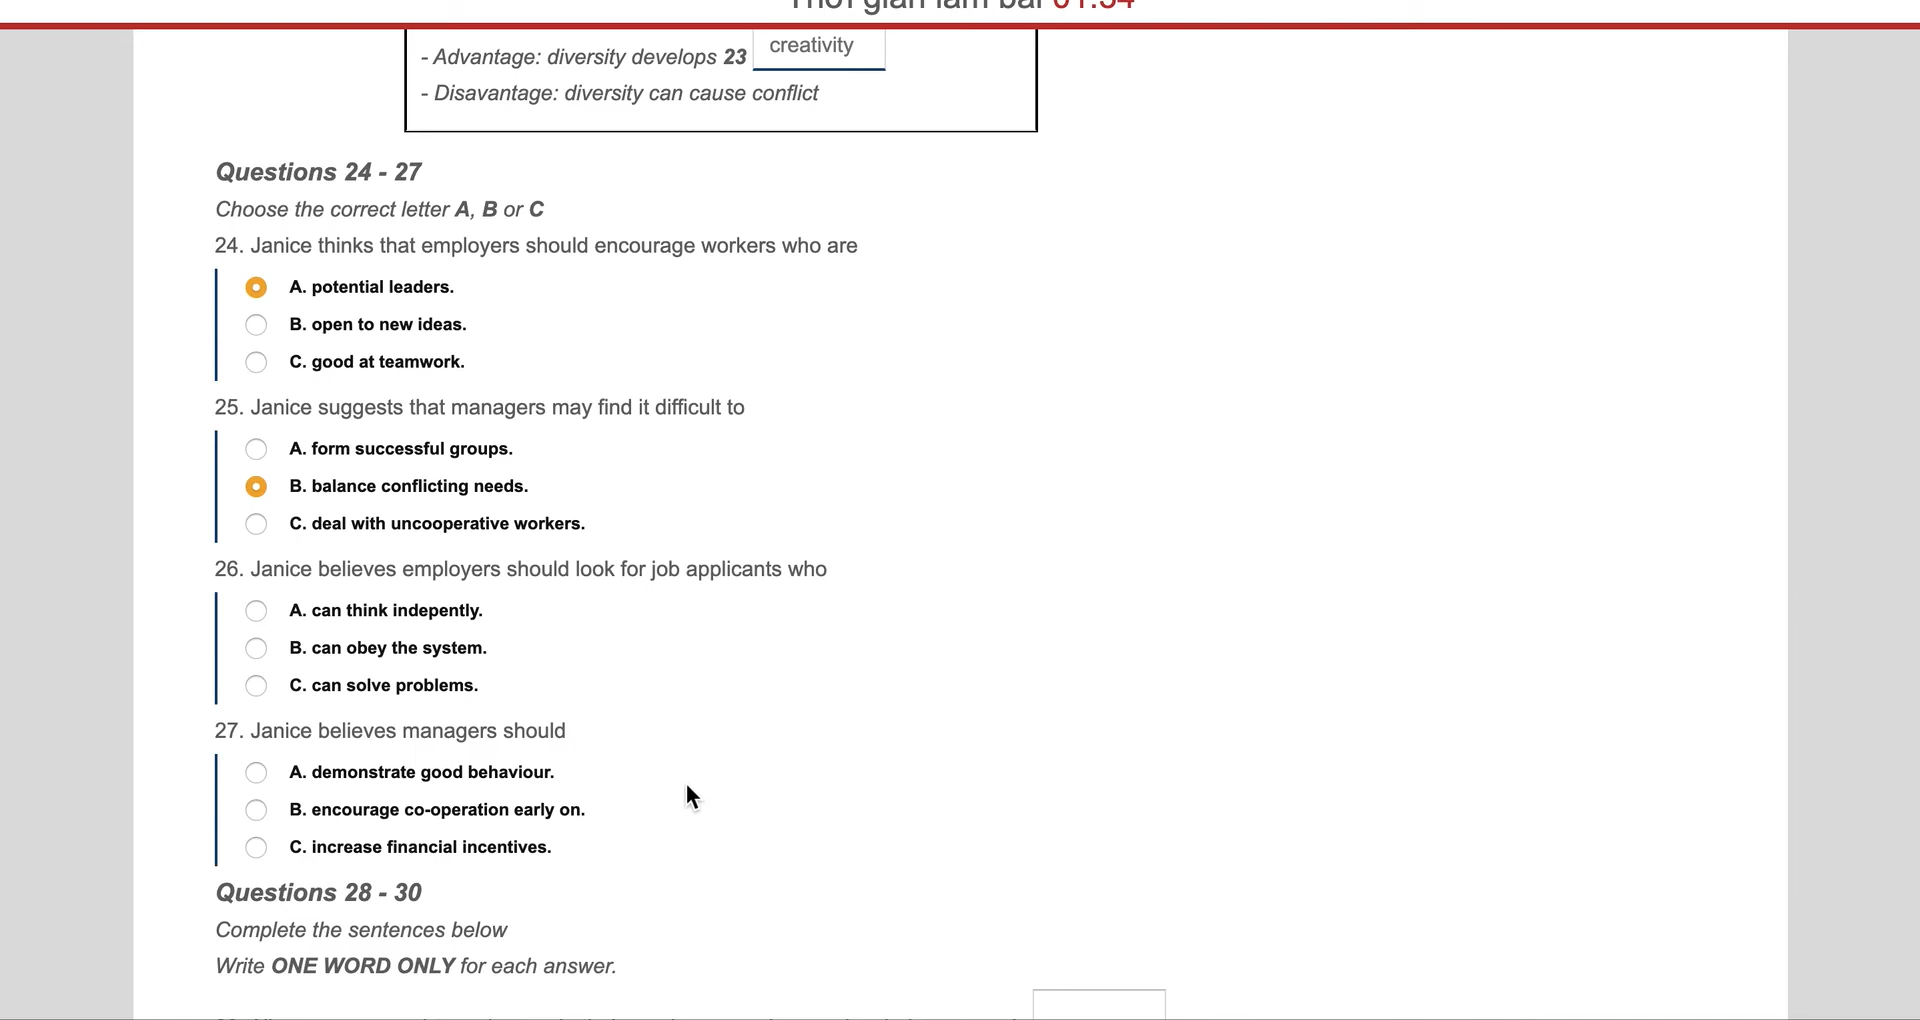 - Advantage: diversity develops 23 creativity
- Disavantage: diversity can cause conflict
Questions 24 - 27
Choose the correct letter A, B or C
24. Janice thinks that employers should encourage workers who are
A. potential leaders.
B. open to new ideas.
C. good at teamwork.
25. Janice suggests that managers may find it difficult to
A. form successful groups.
B. balance conflicting needs.
C. deal with uncooperative workers.
26. Janice believes employers should look for job applicants who
A. can think indepently.
B. can obey the system.
C. can solve problems.
27. Janice believes managers should
A. demonstrate good behaviour.
B. encourage co-operation early on.
C. increase financial incentives.
Questions 28 - 30
Complete the sentences below
Write ONE WORD ONLY for each answer.